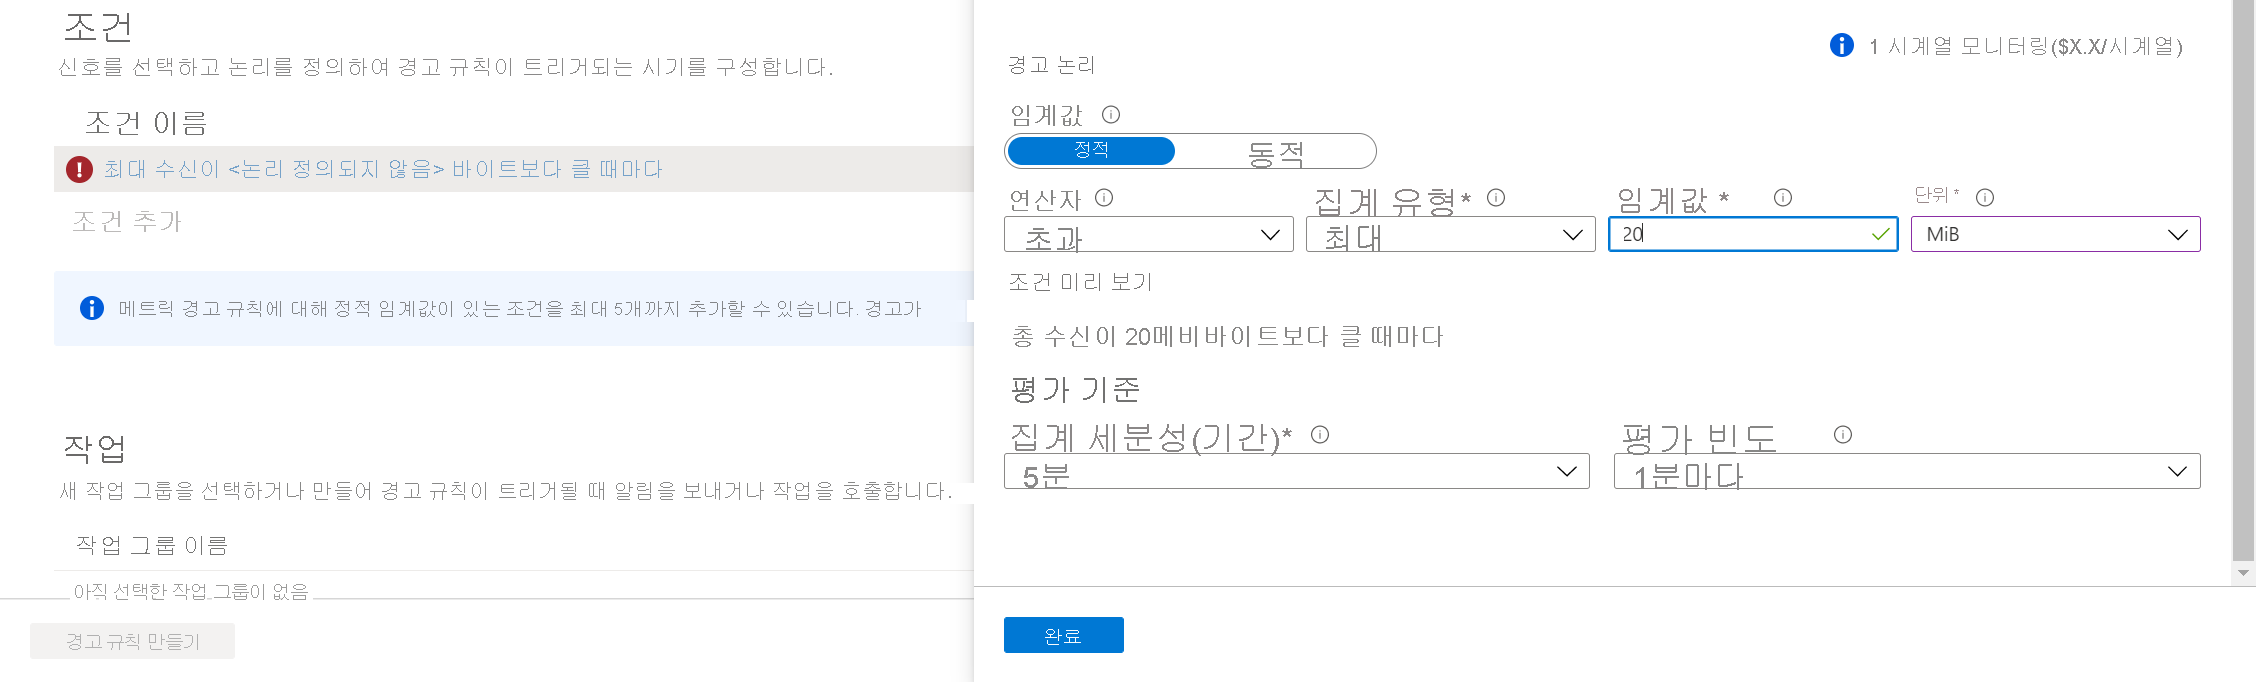 조건
신호를 선택하고 논리를 정의하여 경고 규칙이 트리거되는 시기를 구성합니다.
조건 이름
최대 수신이 <논리 정의되지 않음> 바이트보다 클 때마다
조건 추가
메트릭 경고 규칙에 대해 정적 임계값이 있는 조건을 최대 5개까지 추가할 수 있습니다. 경고가
작업
새 작업 그룹을 선택하거나 만들어 경고 규칙이 트리거될 때 알림을 보내거나 작업을 호출합니다.
작업 그룹 이름
아직 선택한 작업 그룹이 없음
경고 규칙 만들기
1 시계열 모니터링($X.X/시계열)
경고 논리
임계값
정적 동적
연산자 집계 유형* 임계값 * 단위 *
초과 최대 20 MiB
조건 미리 보기
총 수신이 20메비바이트보다 클 때마다
평가 기준
집계 세분성(기간)* 평가 빈도
5분 1분마다
완료